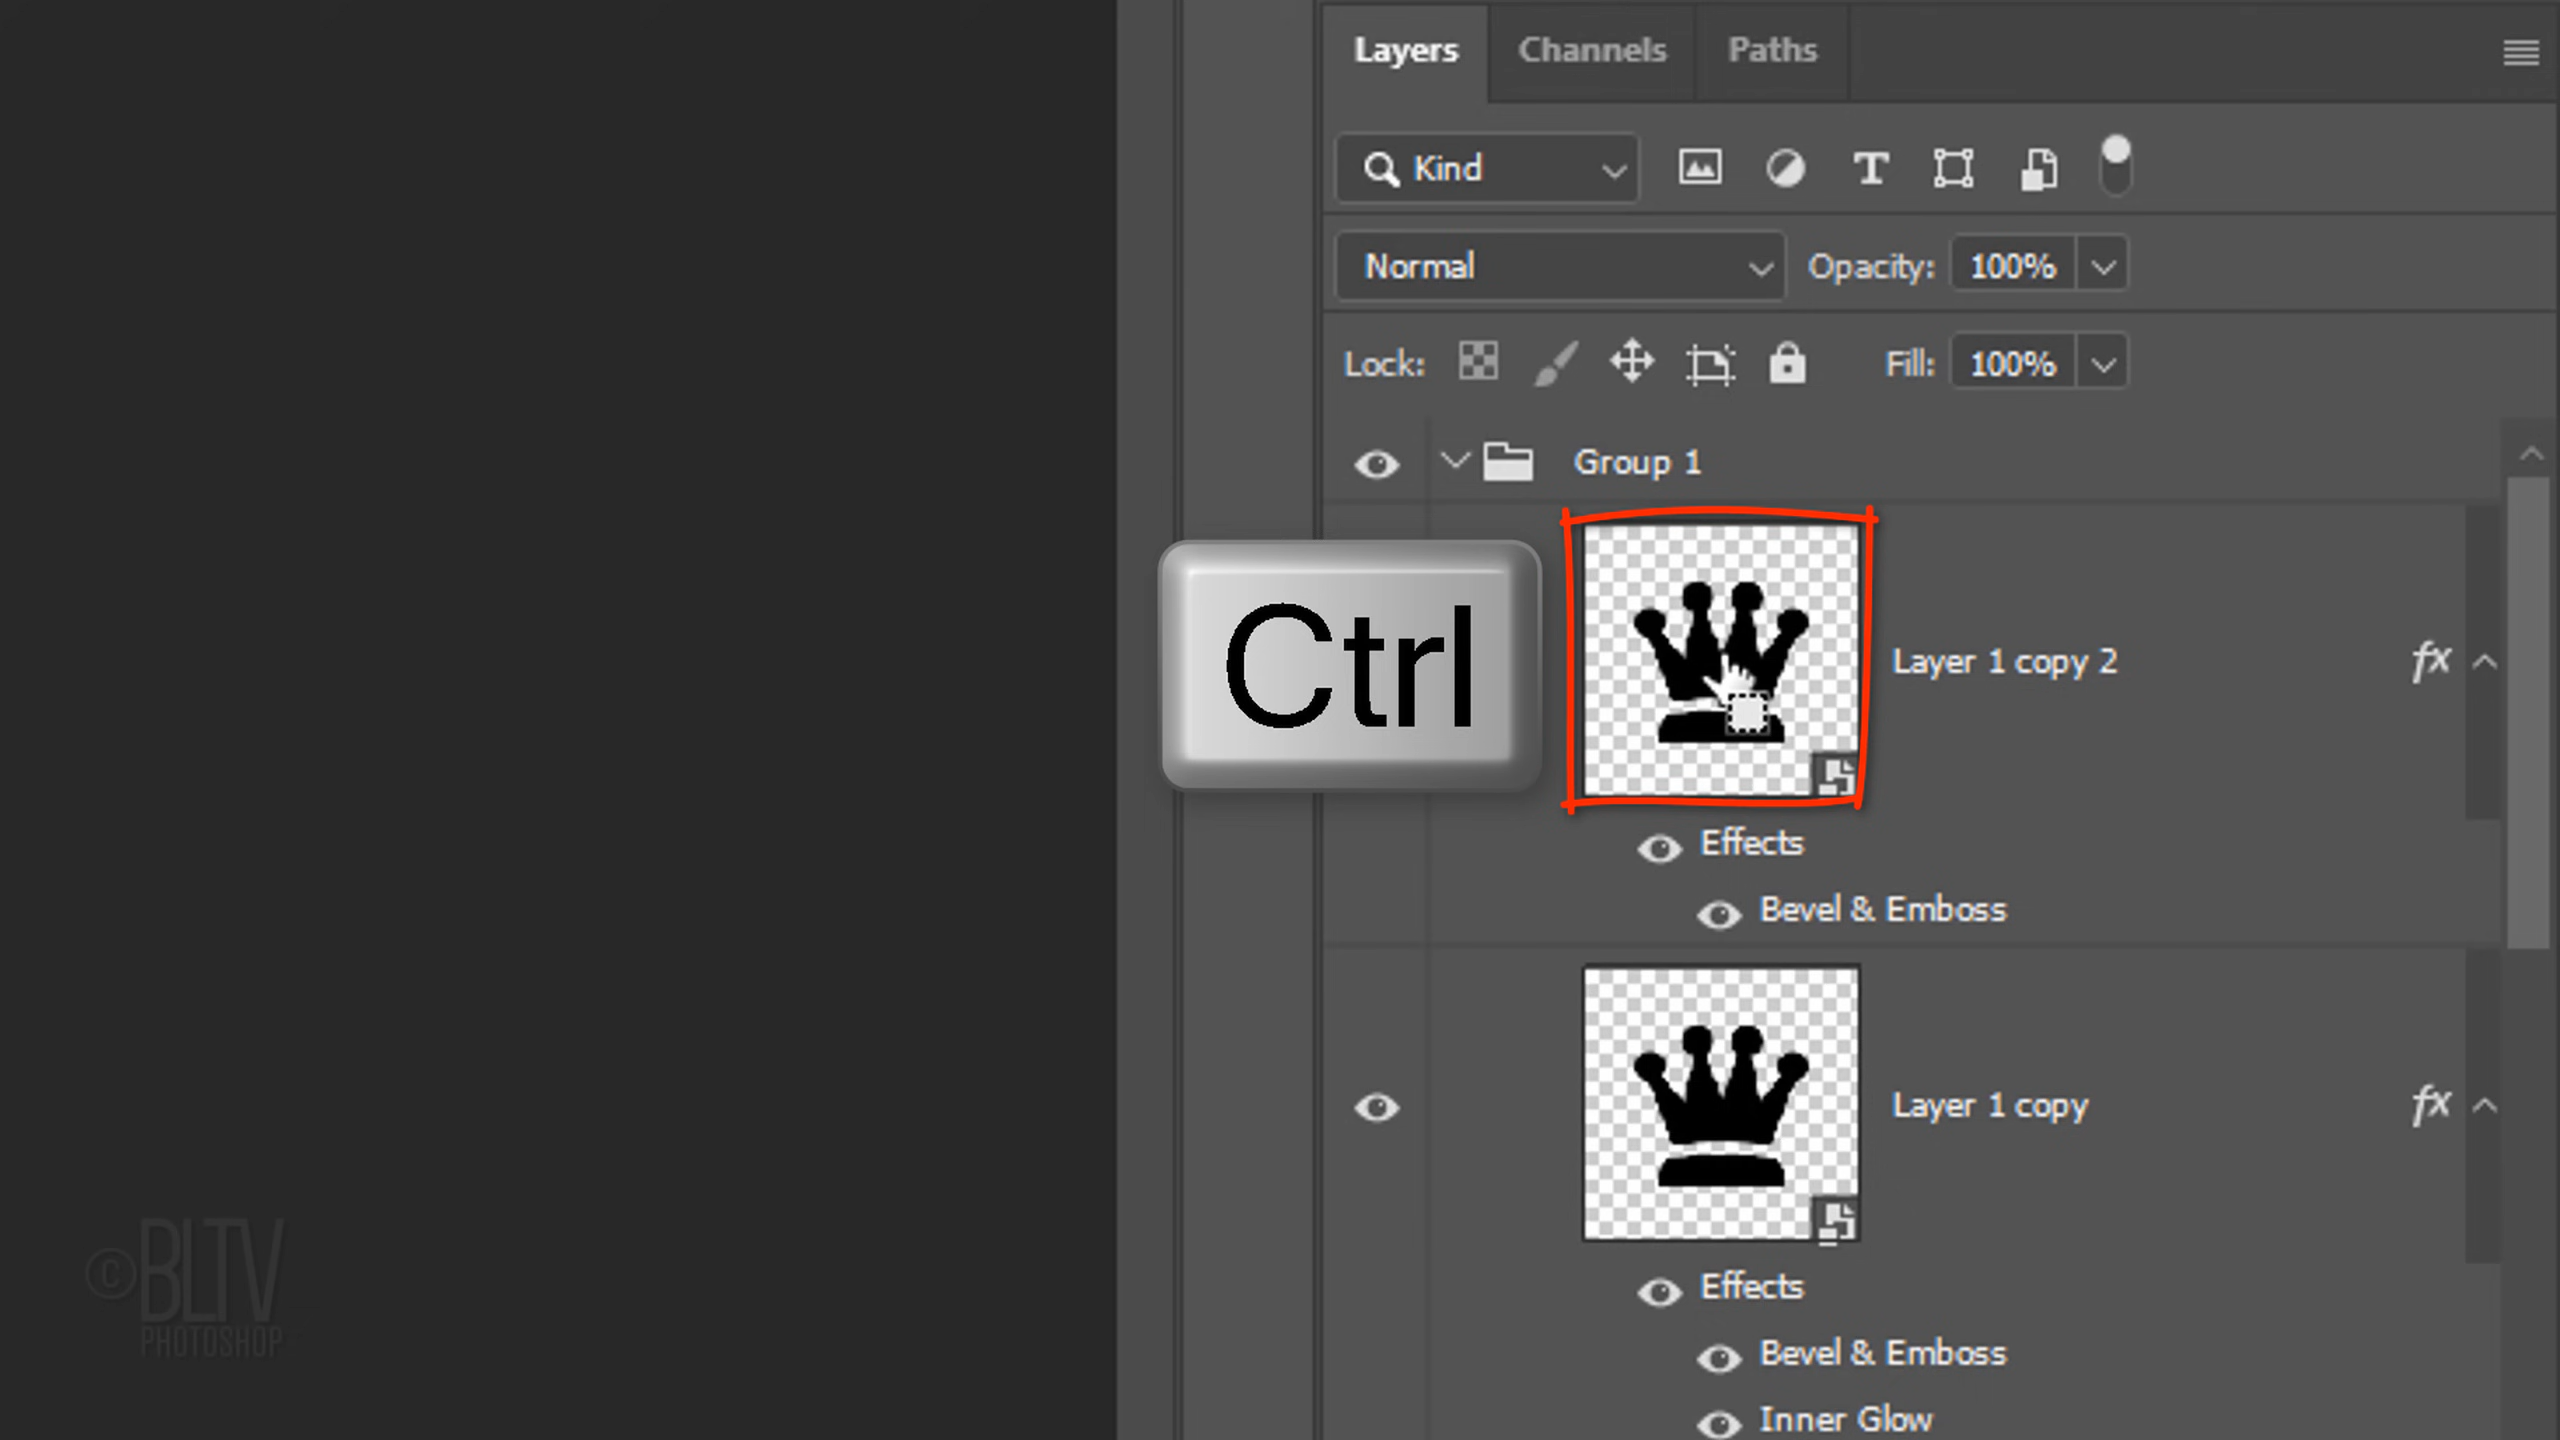 Layers Channels Paths
Kind T
Normal Opacity: 100%
Lock: Fill: 100%
Group 1
Ctrl
Layer 1 copy 2 fx
Effects
Bevel & Emboss
Layer 1 copy fx
Effects
Bevel & Emboss
Inner Glow
©BLTV
PHOTOSHOP